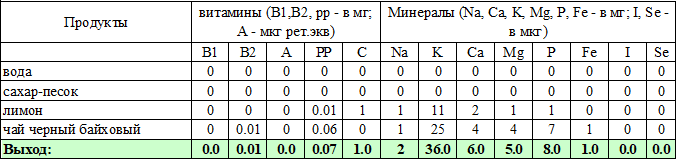 Продукты витамины (B1,B2, pp - в мг; A - мкг рет.экв) Минералы (Na, Ca, K, Mg, P, Fe - в мг; I, Se - в мкг)
B1 B2 A PP C Na K Ca Mg P Fe I Se
вода 0 0 0 0 0 0 0 0 0 0 0 0 0
сахар-песок 0 0 0 0 0 0 0 0 0 0 0 0 0
лимон 0 0 0 0.01 1 1 11 2 1 1 0 0 0
чай черный байховый 0 0.01 0 0.06 0 1 25 4 4 7 1 0 0
Выход: 0.0 0.01 0.0 0.07 1.0 2 36.0 6.0 5.0 8.0 1.0 0.0 0.0